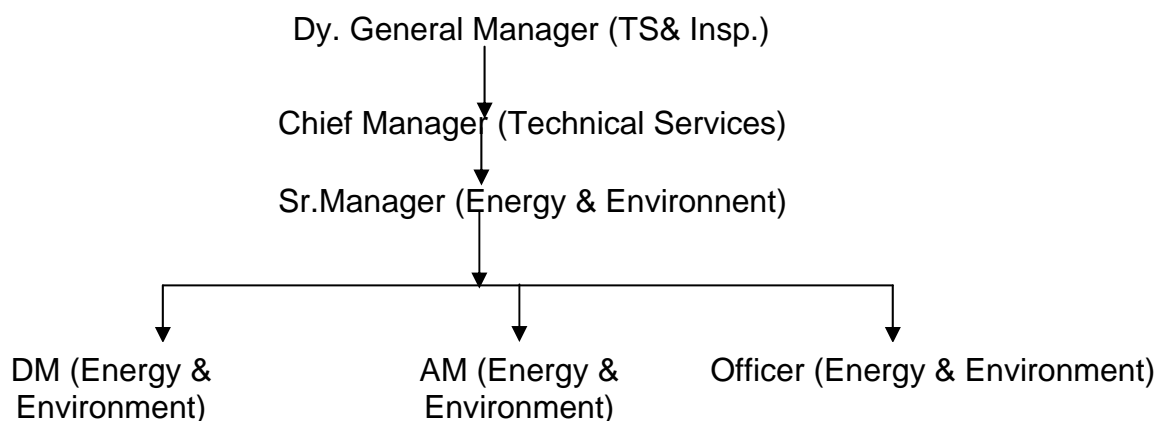 Dy. General Manager (TS& Insp.)
Chief Manager (Technical Services)
Sr.Manager (Energy & Environnent)
DM (Energy &
Environment)
AM (Energy &
Environment)
Officer (Energy & Environment)